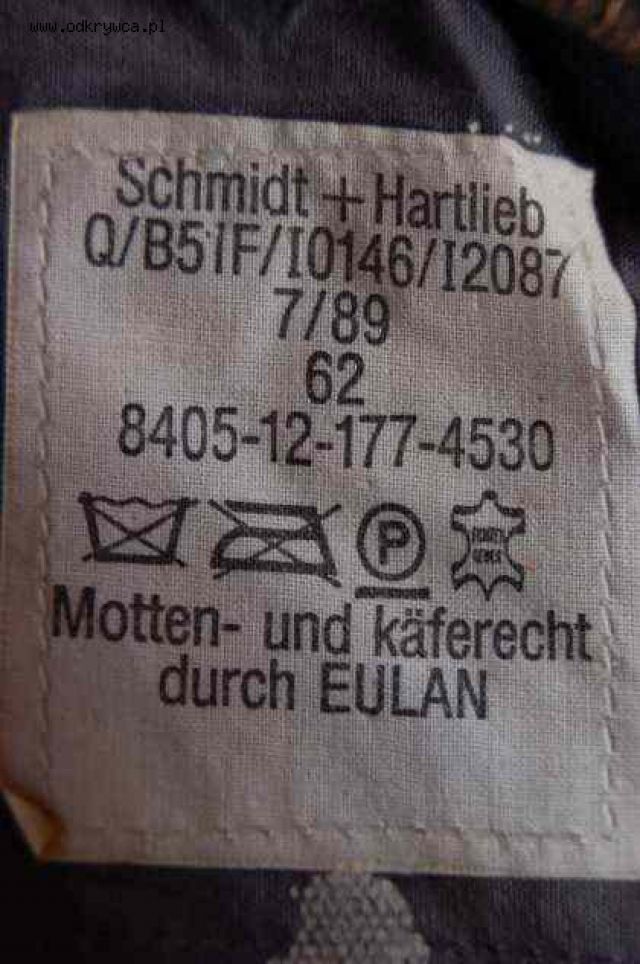 www.odkrywca.pl
Schmidt + Hartlieb
Q/B51F/I0146/I2087
7/89
62
8405-12-177-4530
P
Motten- und käferecht
durch EULAN